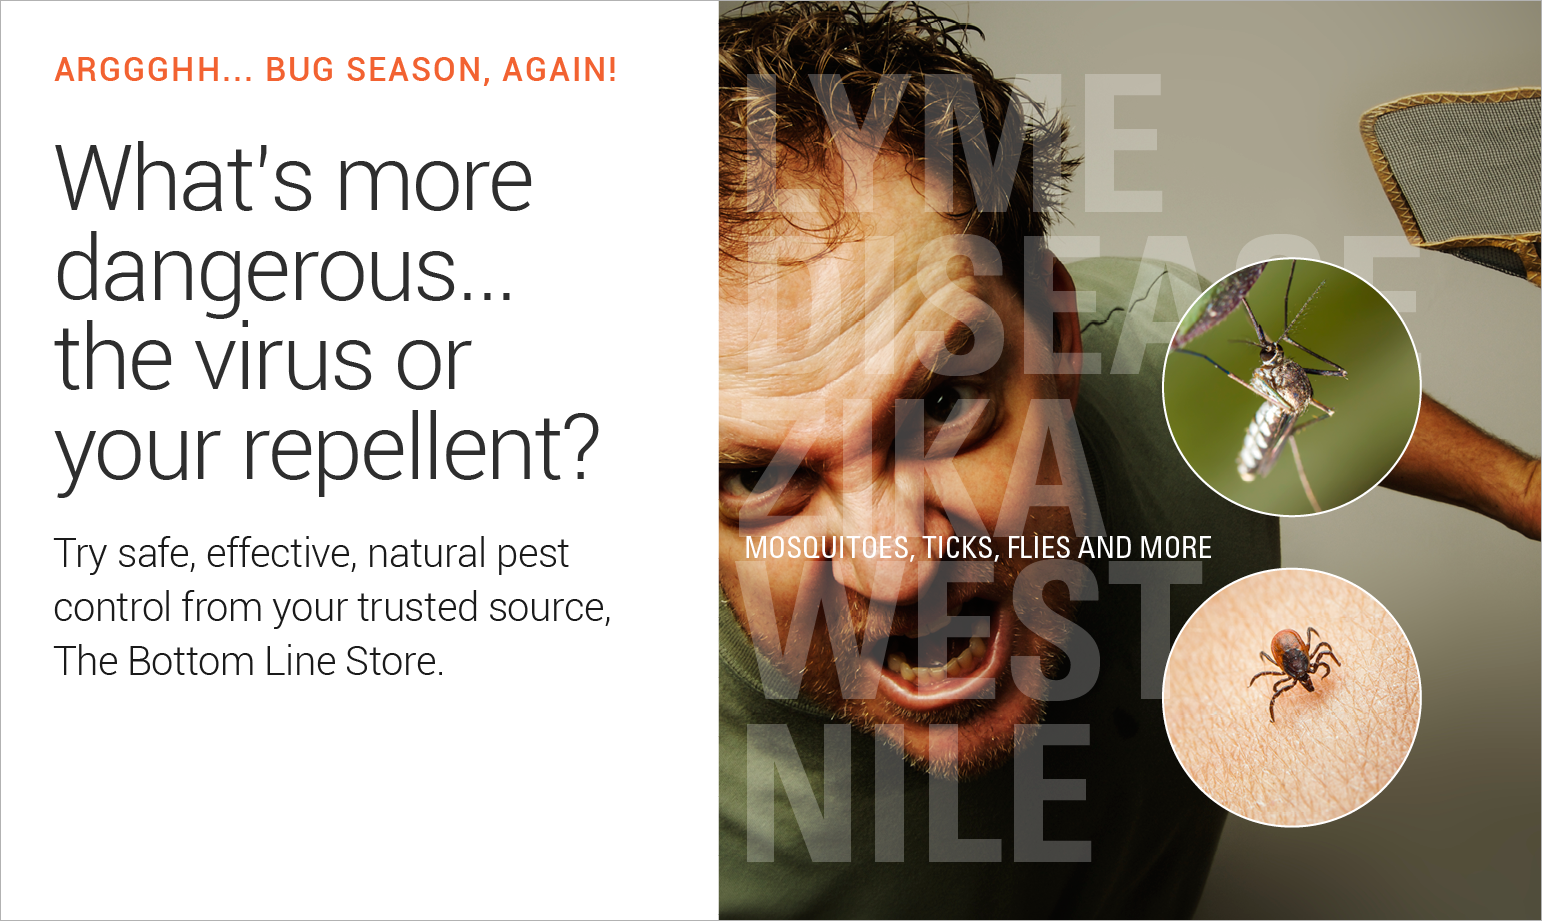 ARGGGHH... BUG SEASON, AGAIN!
What's more
dangerous...
the virus or
your repellent?
Try safe, effective, natural pest
control from your trusted source,
The Bottom Line Store.
LYME
DISEASE
ZIKA
MOSQUITOES, TICKS, FLIES AND MORE
WEST
NILE